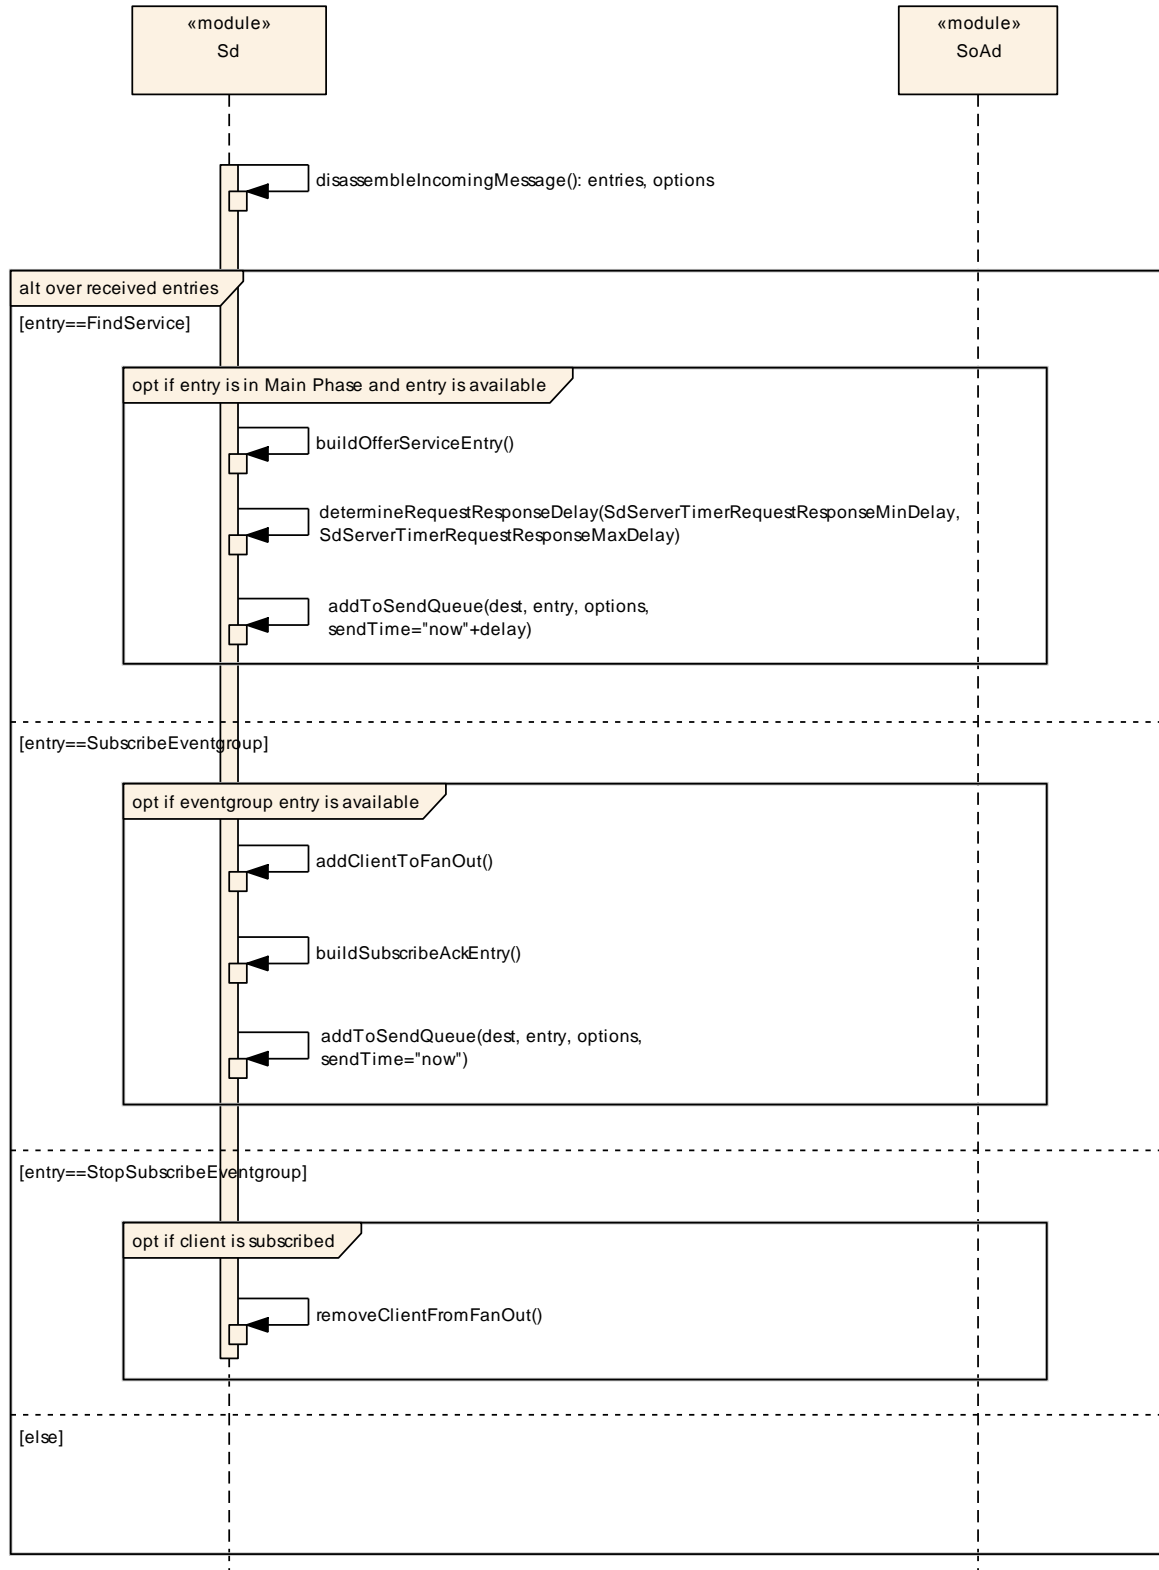 «module»
Sd
«module»
SoAd
disassembleIncomingMessage(): entries, options
alt over received entries
[entry==FindService]
opt if entry is in Main Phase and entry is available
buildOfferServiceEntry()
determineRequestResponseDelay(SdServerTimerRequestResponseMinDelay,
SdServerTimerRequestResponseMaxDelay)
addToSendQueue(dest, entry, options,
sendTime="now"+delay)
[entry==SubscribeEventgroup]
opt if eventgroup entry is available
addClientToFanOut()
buildSubscribeAckEntry()
addToSendQueue(dest, entry, options,
sendTime="now")
[entry==StopSubscribeEventgroup]
opt if client is subscribed
removeClientFromFanOut()
[else]